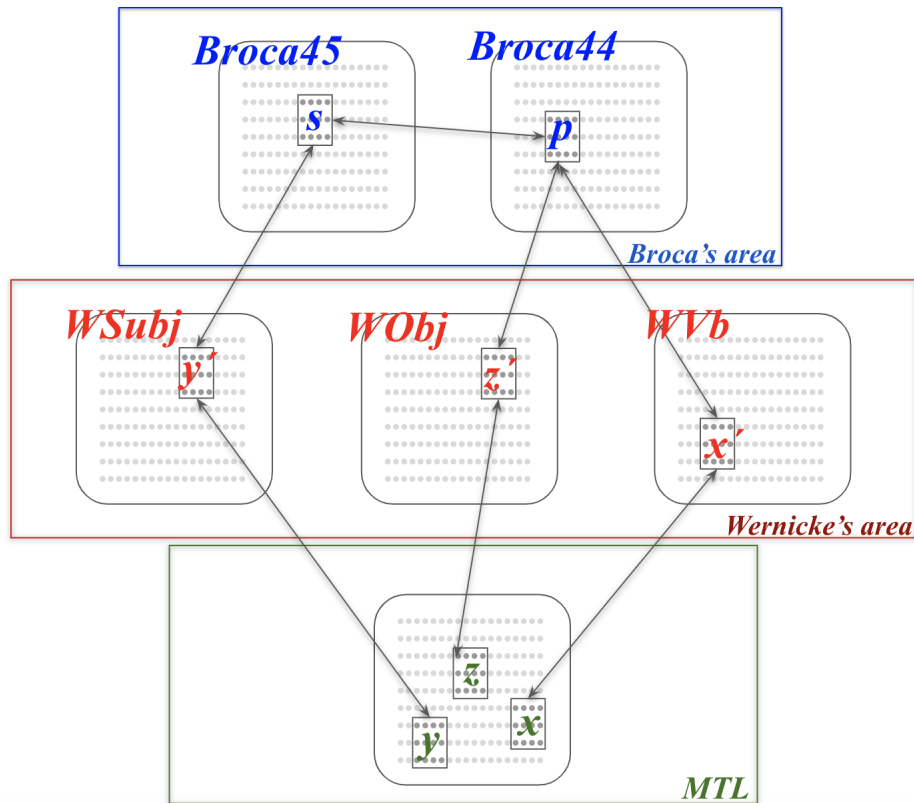 Broca45 Broca44
s p
Broca's area
WSubj WObj WVb
y´ z´
x´
Wernicke's area
z
y x
MTL